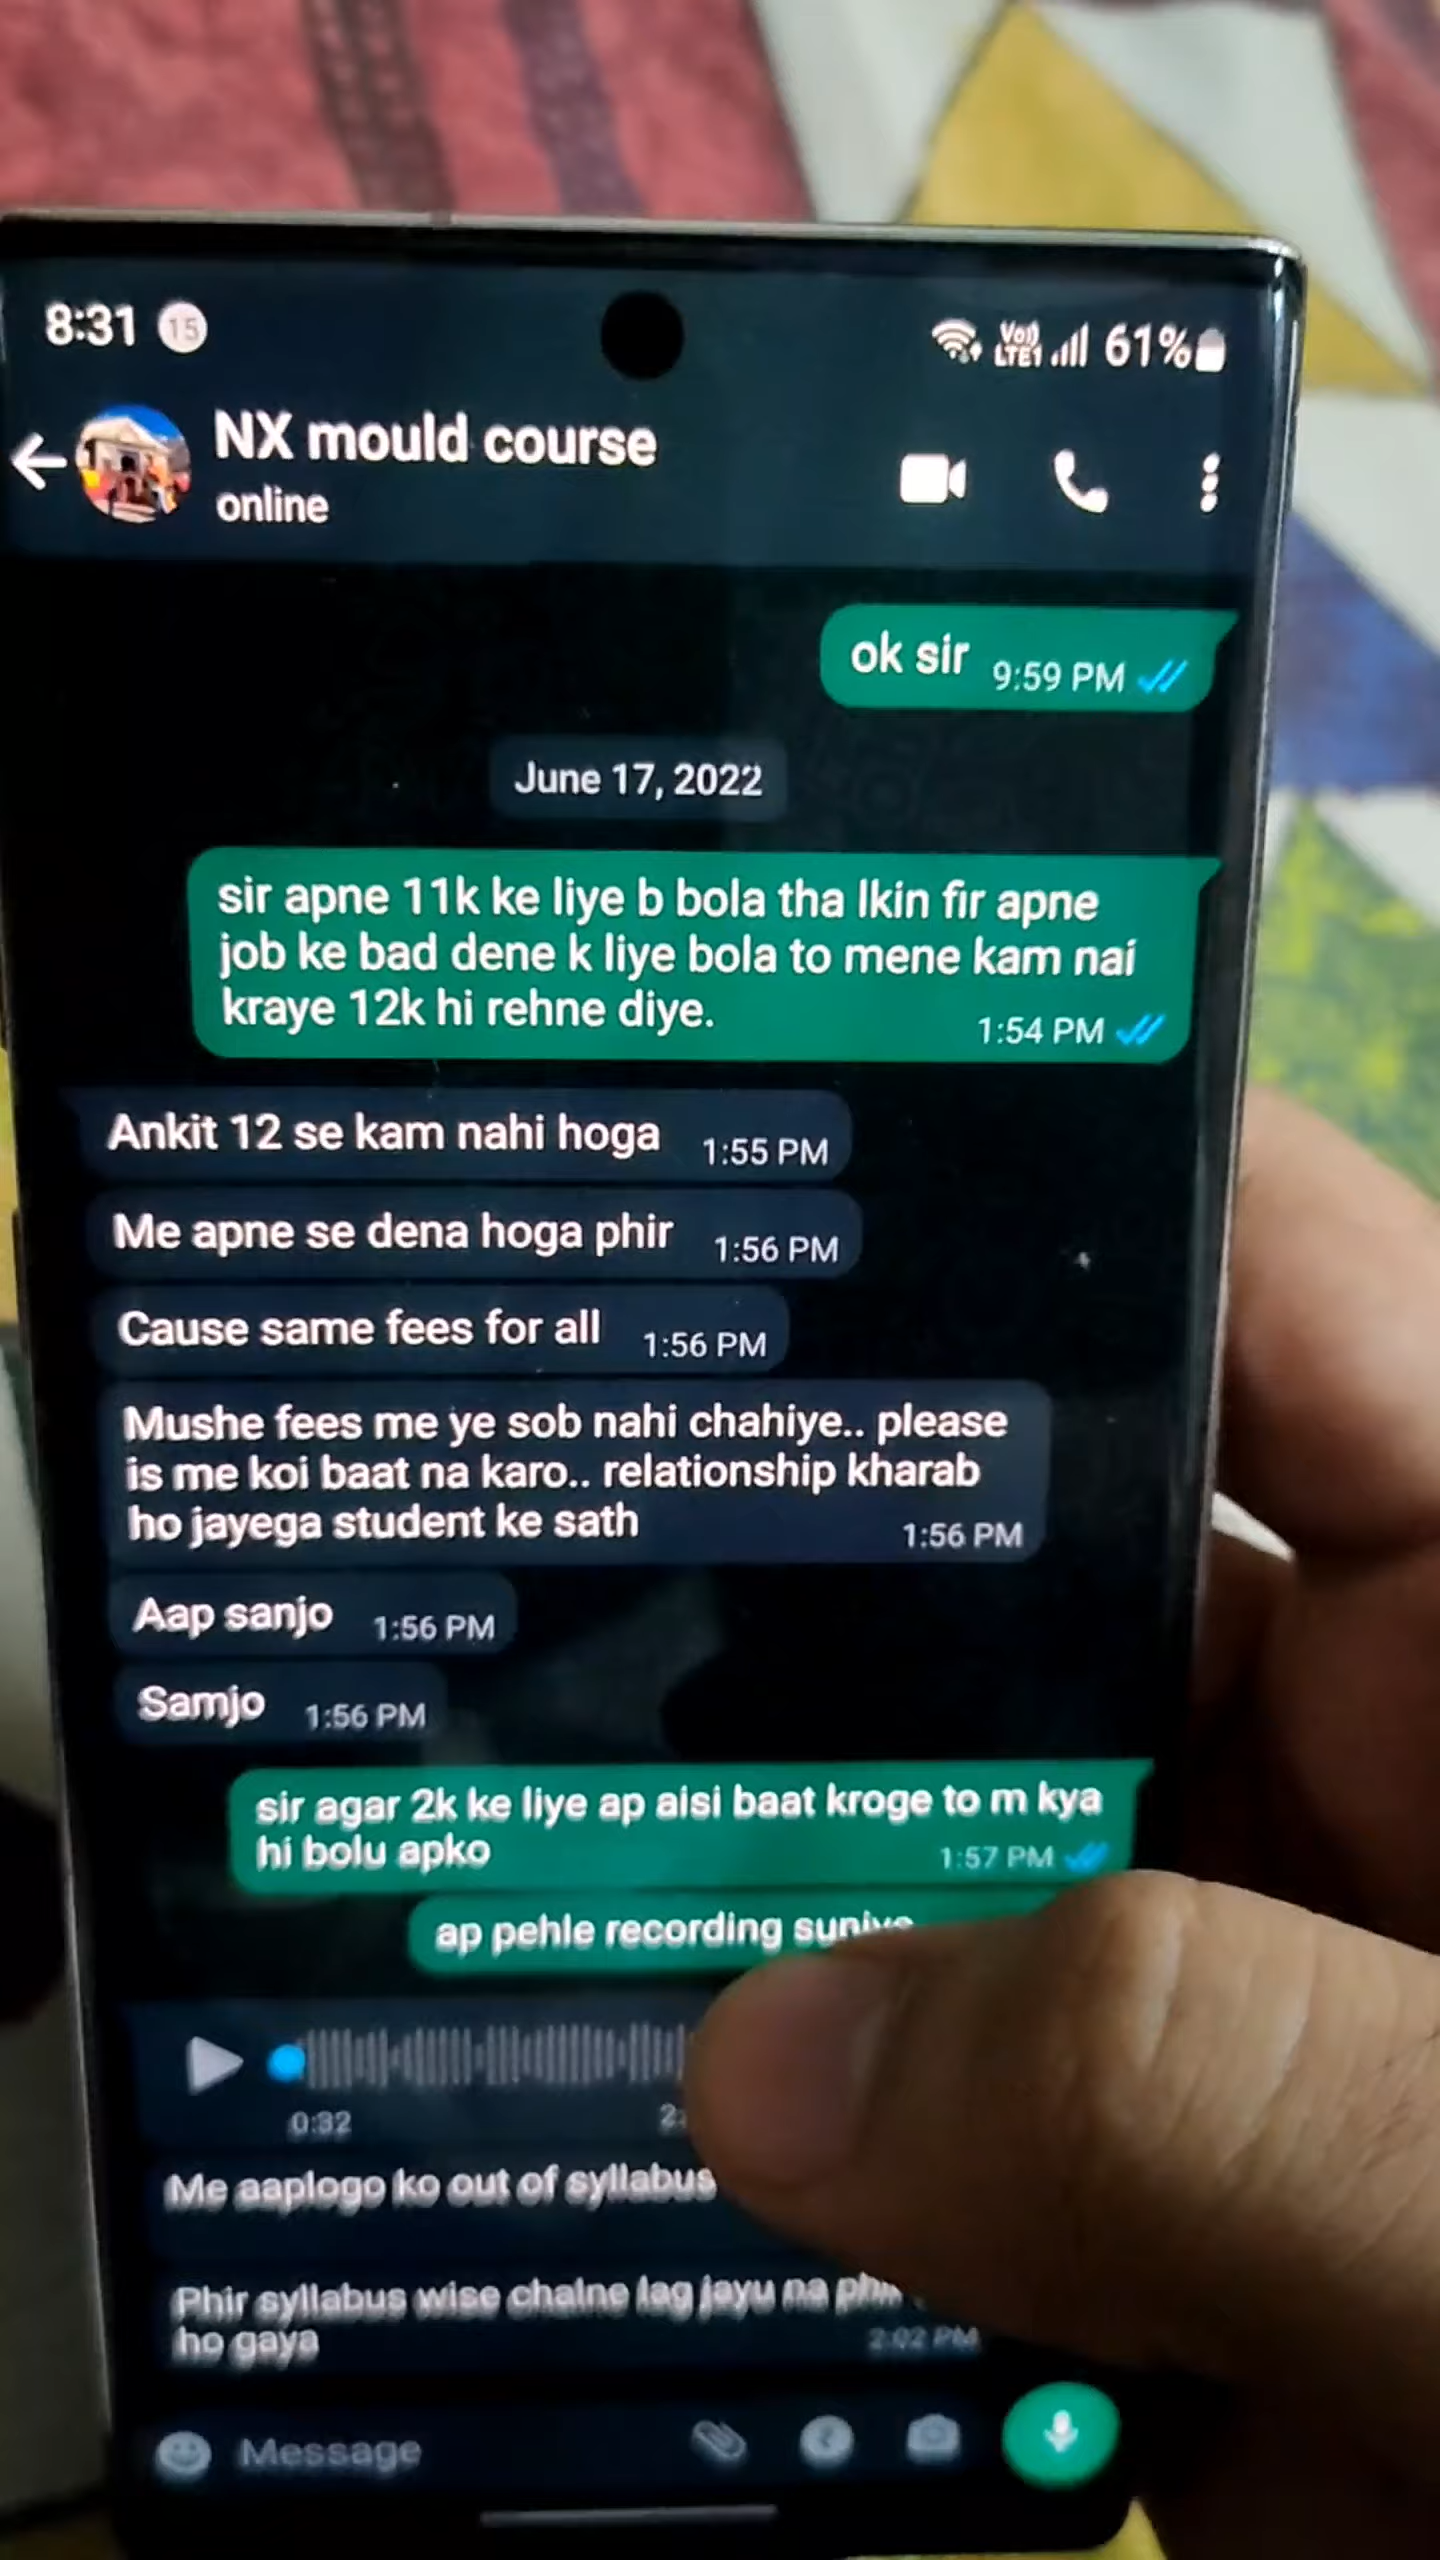 8:31 15 Vo)) LTE1 61%
NX mould course
online
ok sir 9:59 PM
June 17, 2022
sir apne 11k ke liye b bola tha lkin fir apne
job ke bad dene k liye bola to mene kam nai
kraye 12k hi rehne diye. 1:54 PM
Ankit 12 se kam nahi hoga 1:55 PM
Me apne se dena hoga phir 1:56 PM
Cause same fees for all 1:56 PM
Mushe fees me ye sob nahi chahiye.. please
is me koi baat na karo.. relationship kharab
ho jayega student ke sath 1:56 PM
Aap sanjo 1:56 PM
Samjo 1:56 PM
sir agar 2k ke liye ap aisi baat kroge to m kya
hi bolu apko 1:57 PM
ap pehle recording
0:32
Me aaplogo ko out of syllabus
Phir syllabus wise chalne lag jayu na
ho gaya 2:02 PM
Message